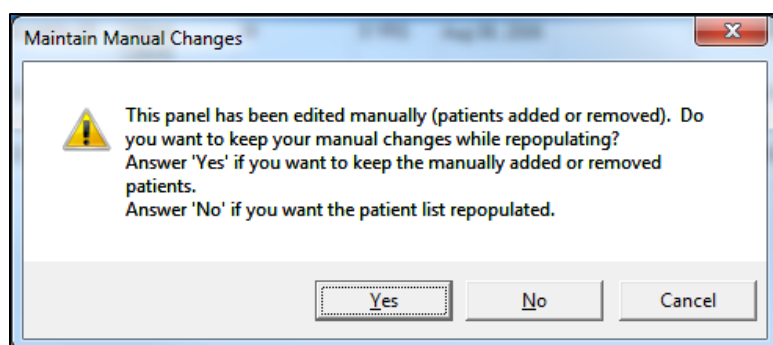 Maintain Manual Changes
This panel has been edited manually (patients added or removed).  Do
you want to keep your manual changes while repopulating?
Answer 'Yes' if you want to keep the manually added or removed
patients.
Answer 'No' if you want the patient list repopulated.
Yes
No
Cancel